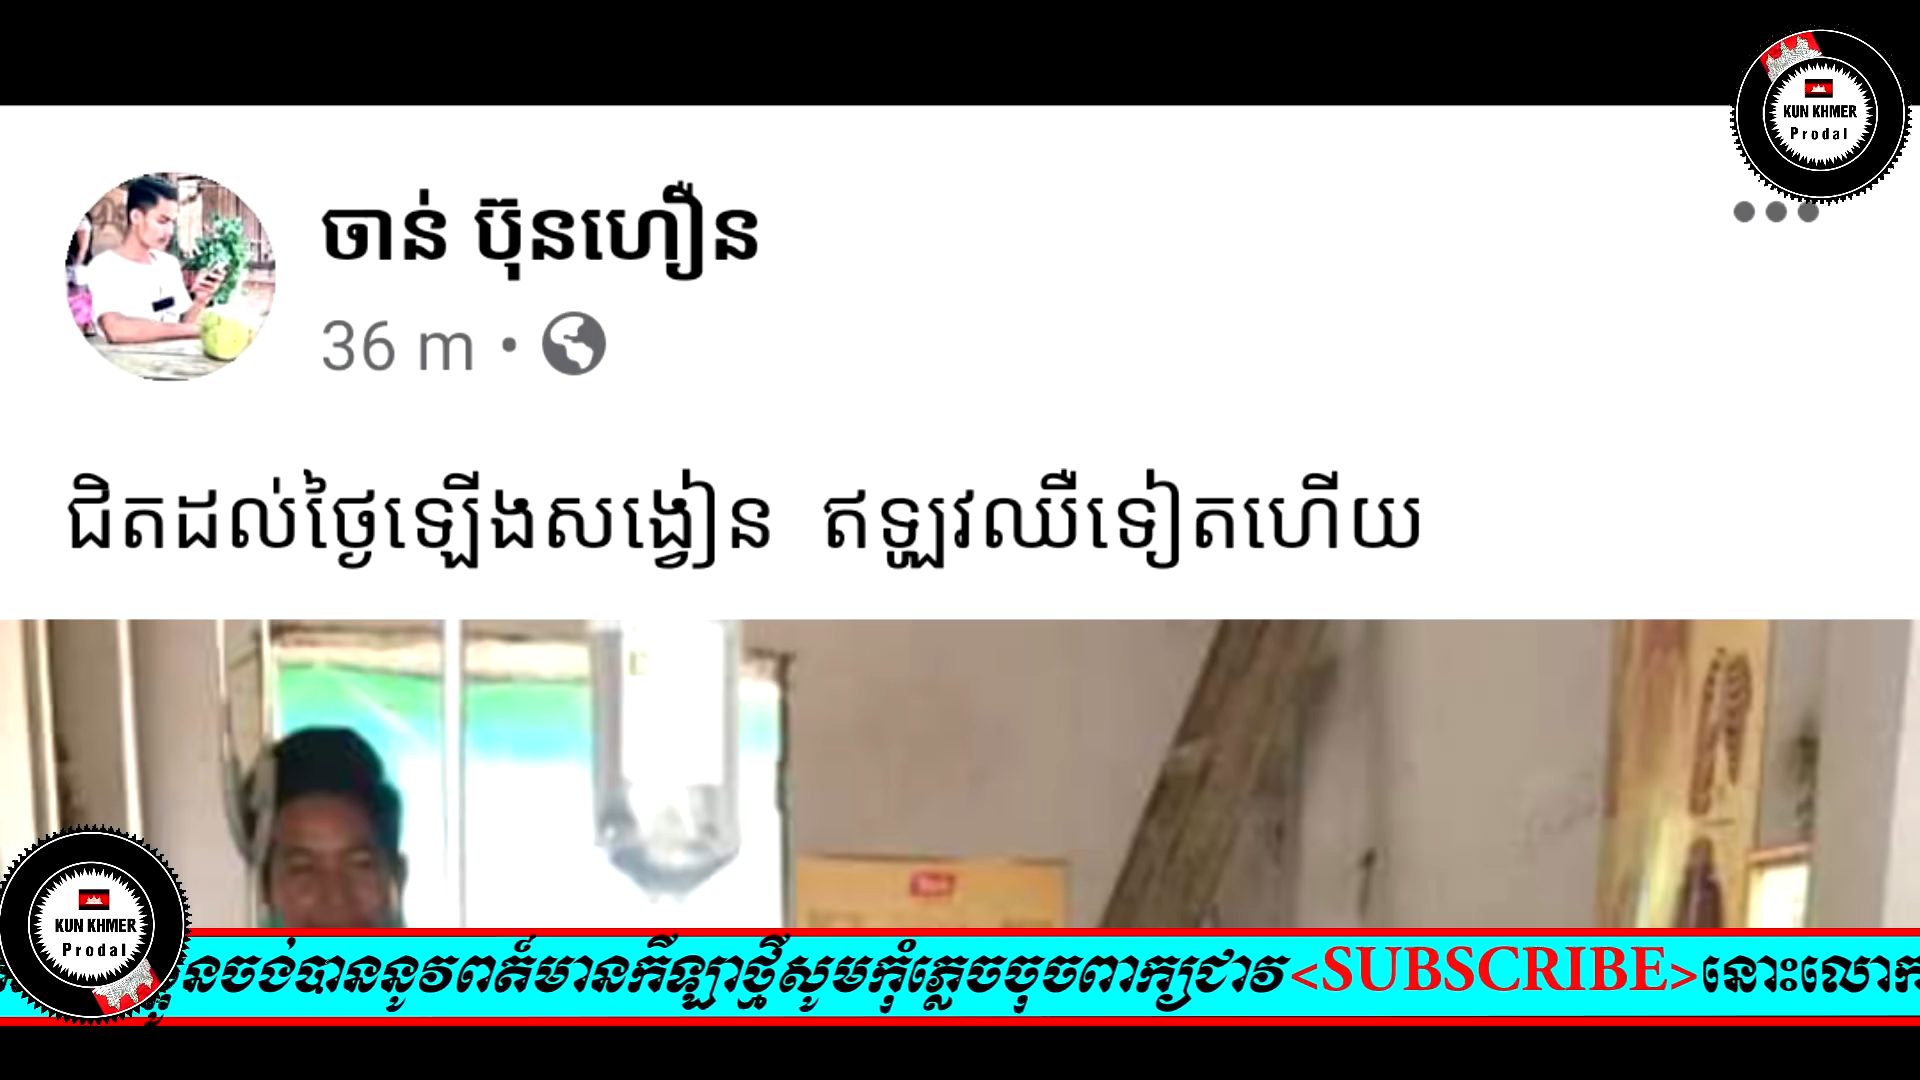 KUN KHMER
Prodal
ចាន់ ប៊ុនហឿន
36 m
ជិតដល់ថ្ងៃឡើងសង្វៀន ឥឡូវឈឺទៀតហើយ
KUN KHMER
Prodal
ចង់បាននូវពត៌មានកីឡាថ្មីសូមកុំភ្លេចចុចពាក្យថាវ<SUBSCRIBE>នោះលោក